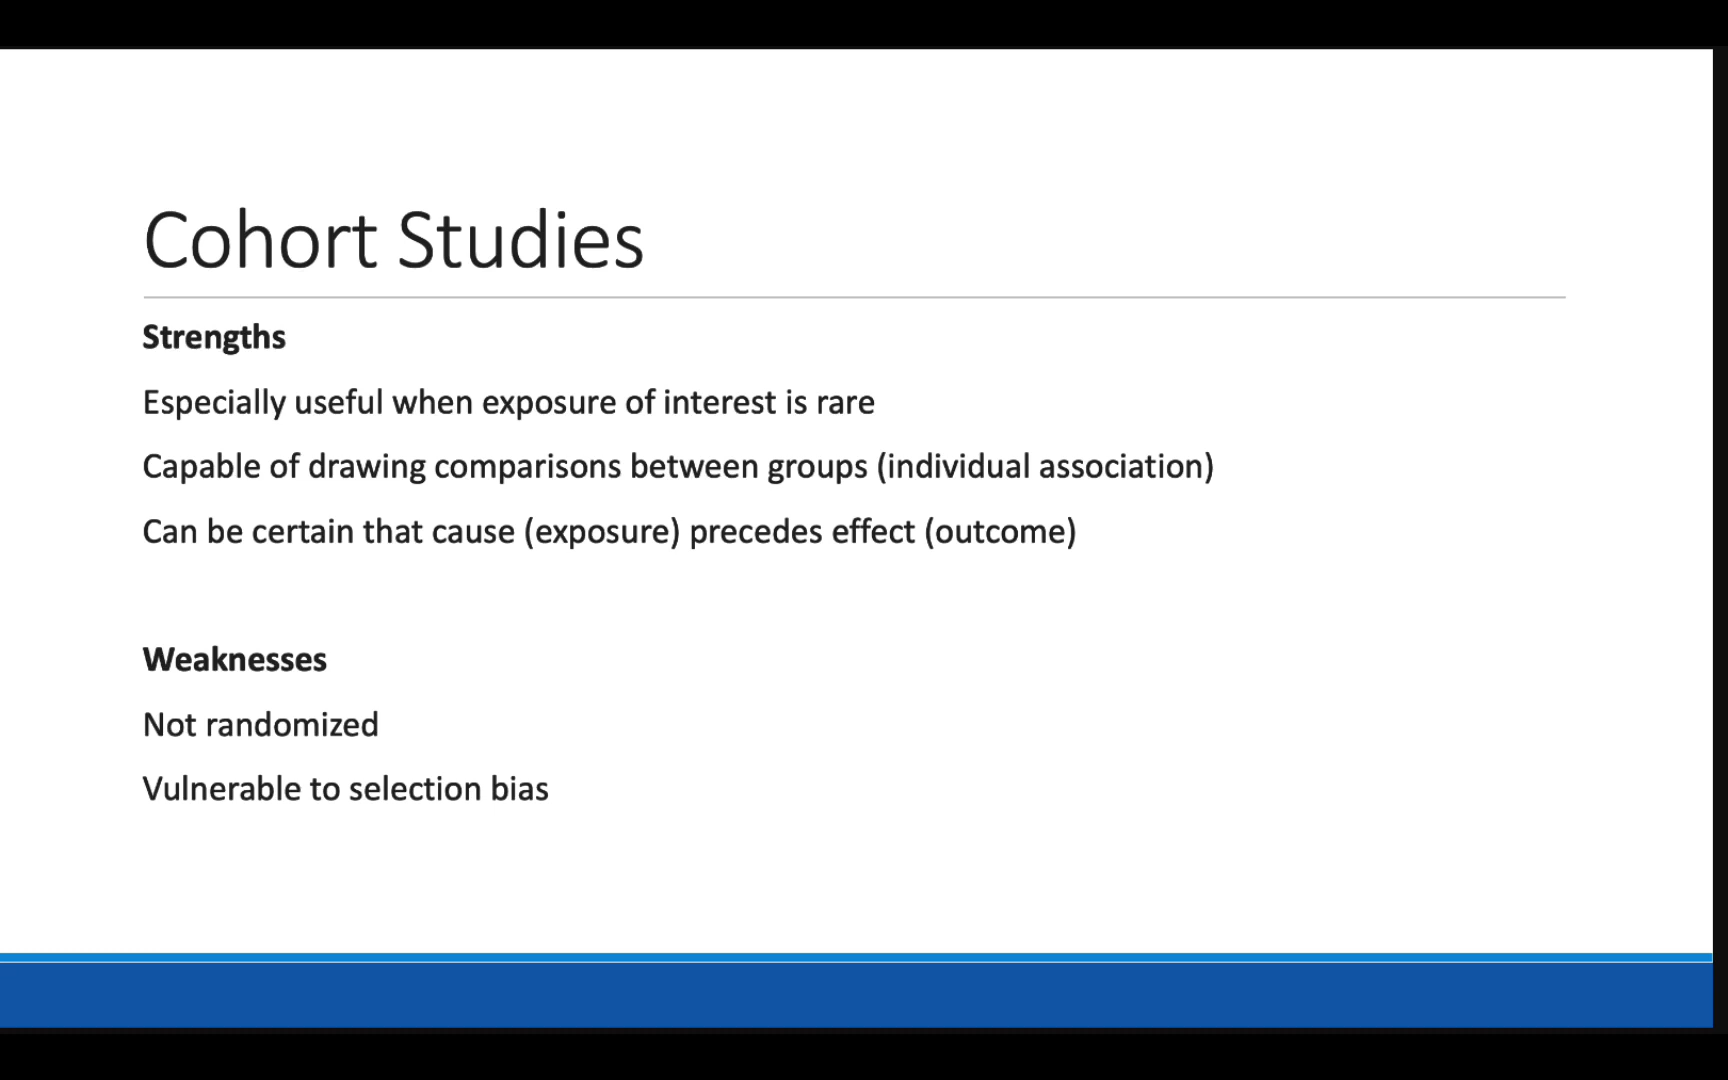 Cohort Studies
Strengths
Especially useful when exposure of interest is rare
Capable of drawing comparisons between groups (individual association)
Can be certain that cause (exposure) precedes effect (outcome)
Weaknesses
Not randomized
Vulnerable to selection bias